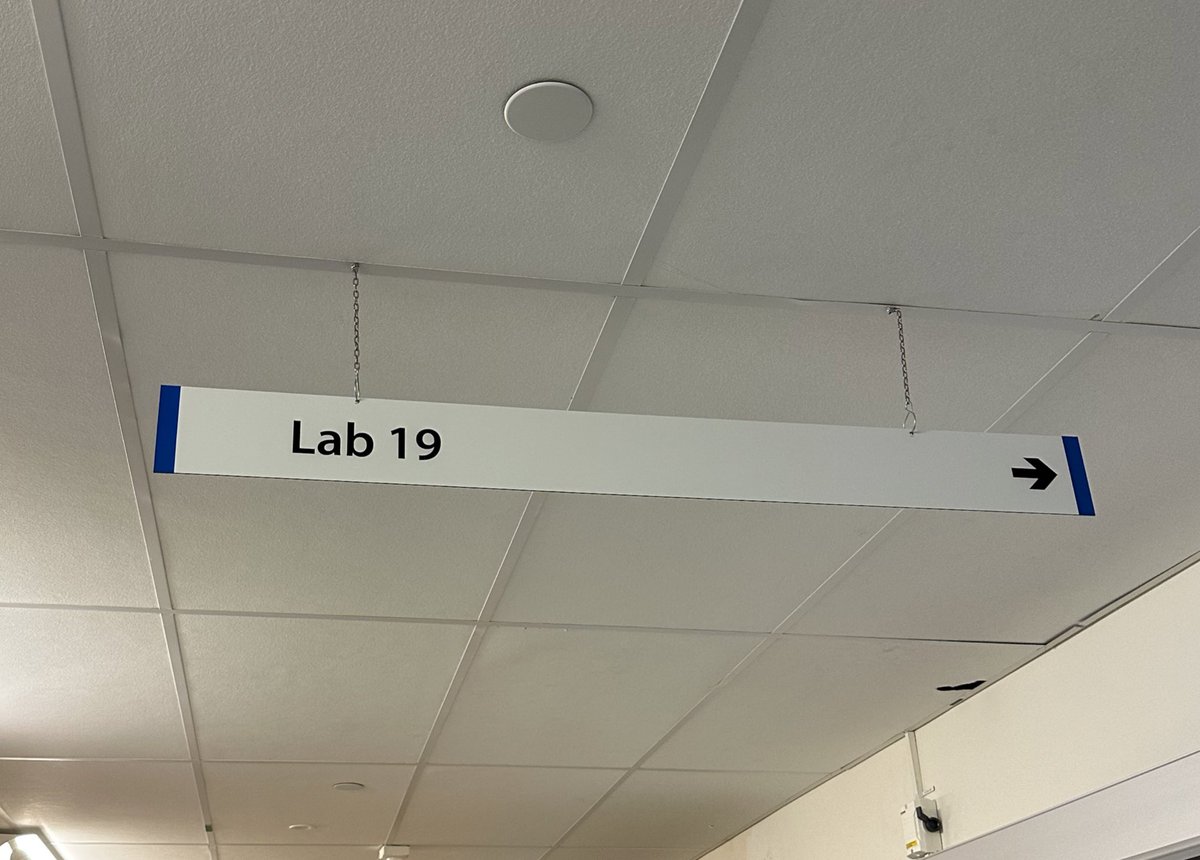 Lab 19 →